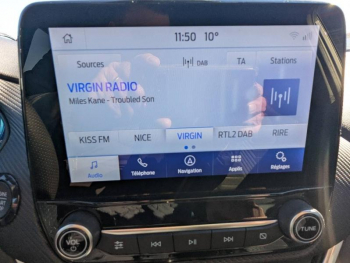 11:50 10°
Sources DAB TA Stations
VIRGIN RADIO
Miles Kane - Troubled Son
KISS FM NICE VIRGIN RTL2 DAB RIRE
Audio Téléphone Navigation Applis Réglages
VOL TUNE